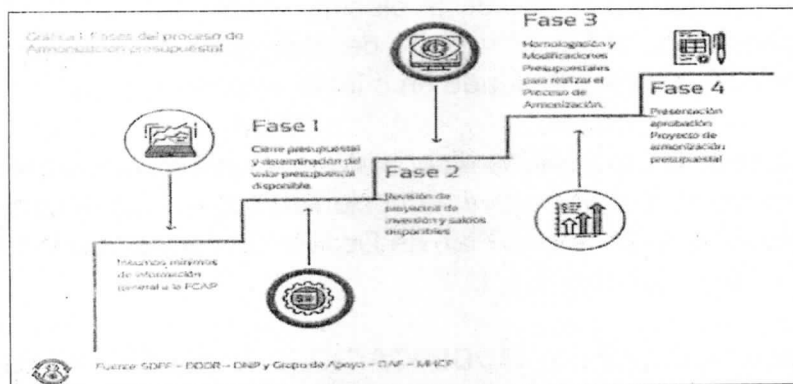 Gráfica 1. Fases del proceso de
Armonización presupuestal
Fase 1
Cierre presupuestal
y determinación del
valor presupuestal
disponible.
Fase 2
Revisión de
proyectos de
inversión y saldos
disponibles
Fase 3
Homologación y
Modificaciones
Presupuestales
para realizar el
Proceso de
Armonización.
Fase 4
Presentación
aprobación
Proyecto de
armonización
presupuestal
Insumos mínimos
de información
general a la
Fuente: - DNP y Grupo de Apoyo - DAF - MHCP